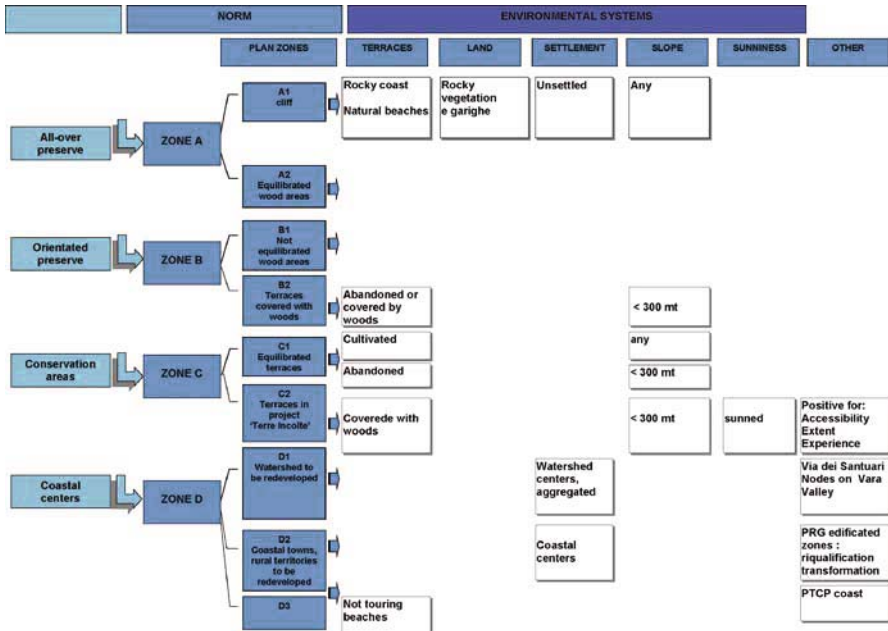 NORM
ENVIRONMENTAL SYSTEMS
PLAN ZONES
TERRACES
LAND
SETTLEMENT
SLOPE
SUNNINESS
OTHER
All-over
preserve
ZONE A
A1
cliff
Rocky coast
Natural beaches
Rocky
vegetation
e garighe
Unsettled
Any
A2
Equilibrated
wood areas
Orientated
preserve
ZONE B
B1
Not
equilibrated
wood areas
B2
Terraces
covered with
woods
Abandoned or
covered by
woods
< 300 mt
Conservation
areas
ZONE C
C1
Equilibrated
terraces
Cultivated
any
Abandoned
< 300 mt
C2
Terraces in
project
'Terre Incolte'
Coverede with
woods
< 300 mt
sunned
Positive for:
Accessibility
Extent
Experience
Coastal
centers
ZONE D
D1
Watershed to
be redeveloped
Watershed
centers,
aggregated
Via dei Santuari
Nodes on Vara
Valley
D2
Coastal towns,
rural territories
to be
redeveloped
Coastal
centers
PRG edificated
zones :
riqualification
transformation
D3
Not touring
beaches
PTCP coast